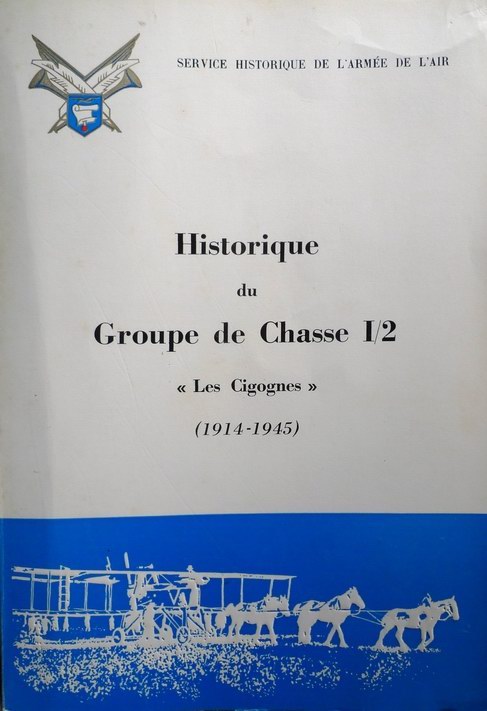 SERVICE HISTORIQUE DE L'ARMÉE DE L'AIR
Historique
du
Groupe de Chasse I/2
« Les Cigognes »
(1914-1945)